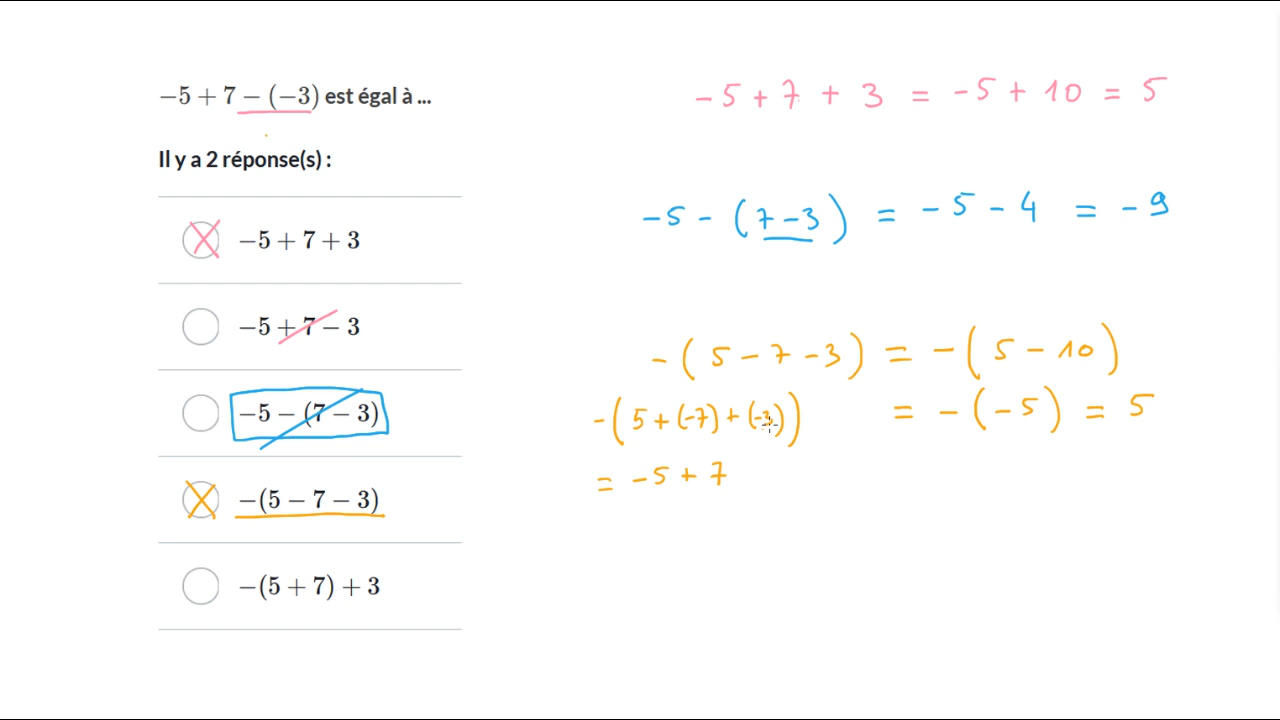 −5 + 7 − (−3) est égal à ...
-5+7+3 = -5+10 = 5
Il y a 2 réponse(s) :
−5 + 7 + 3
-5-(7-3) = -5-4 = -9
−5 + 7 − 3
-(5-7-3) = -(5-10)
−5 − (7 − 3)
-(5+(-7)+(-3))
= -(-5) = 5
= -5+7
−(5 − 7 − 3)
−(5 + 7) + 3